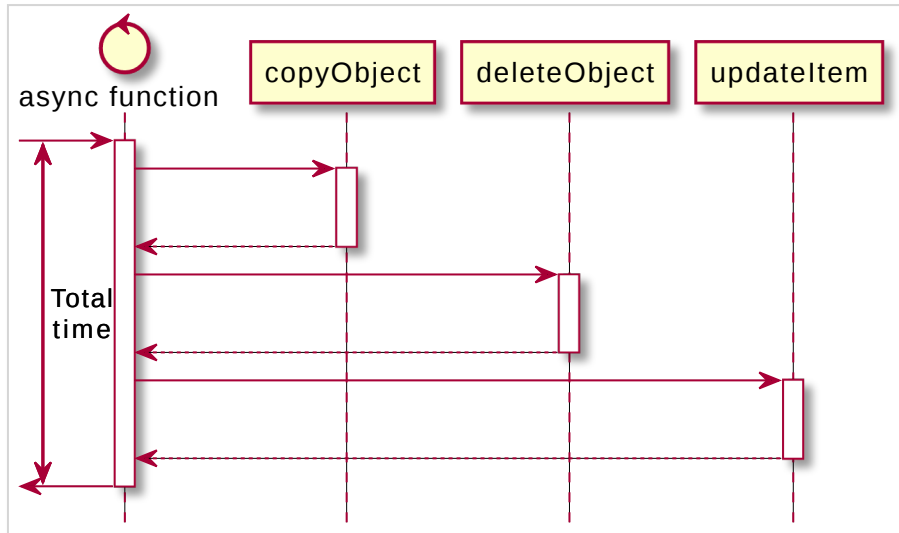 async function
copyObject
deleteObject
updateItem
Total
time